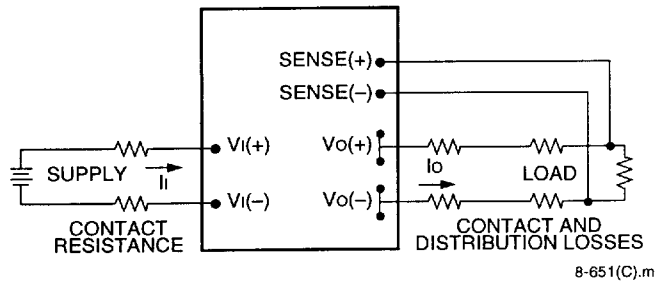 SENSE(+)
SENSE(–)
VI(+)
VO(+)
SUPPLY
II
IO
LOAD
VI(–)
VO(–)
CONTACT
RESISTANCE
CONTACT AND
DISTRIBUTION LOSSES
8-651(C).m